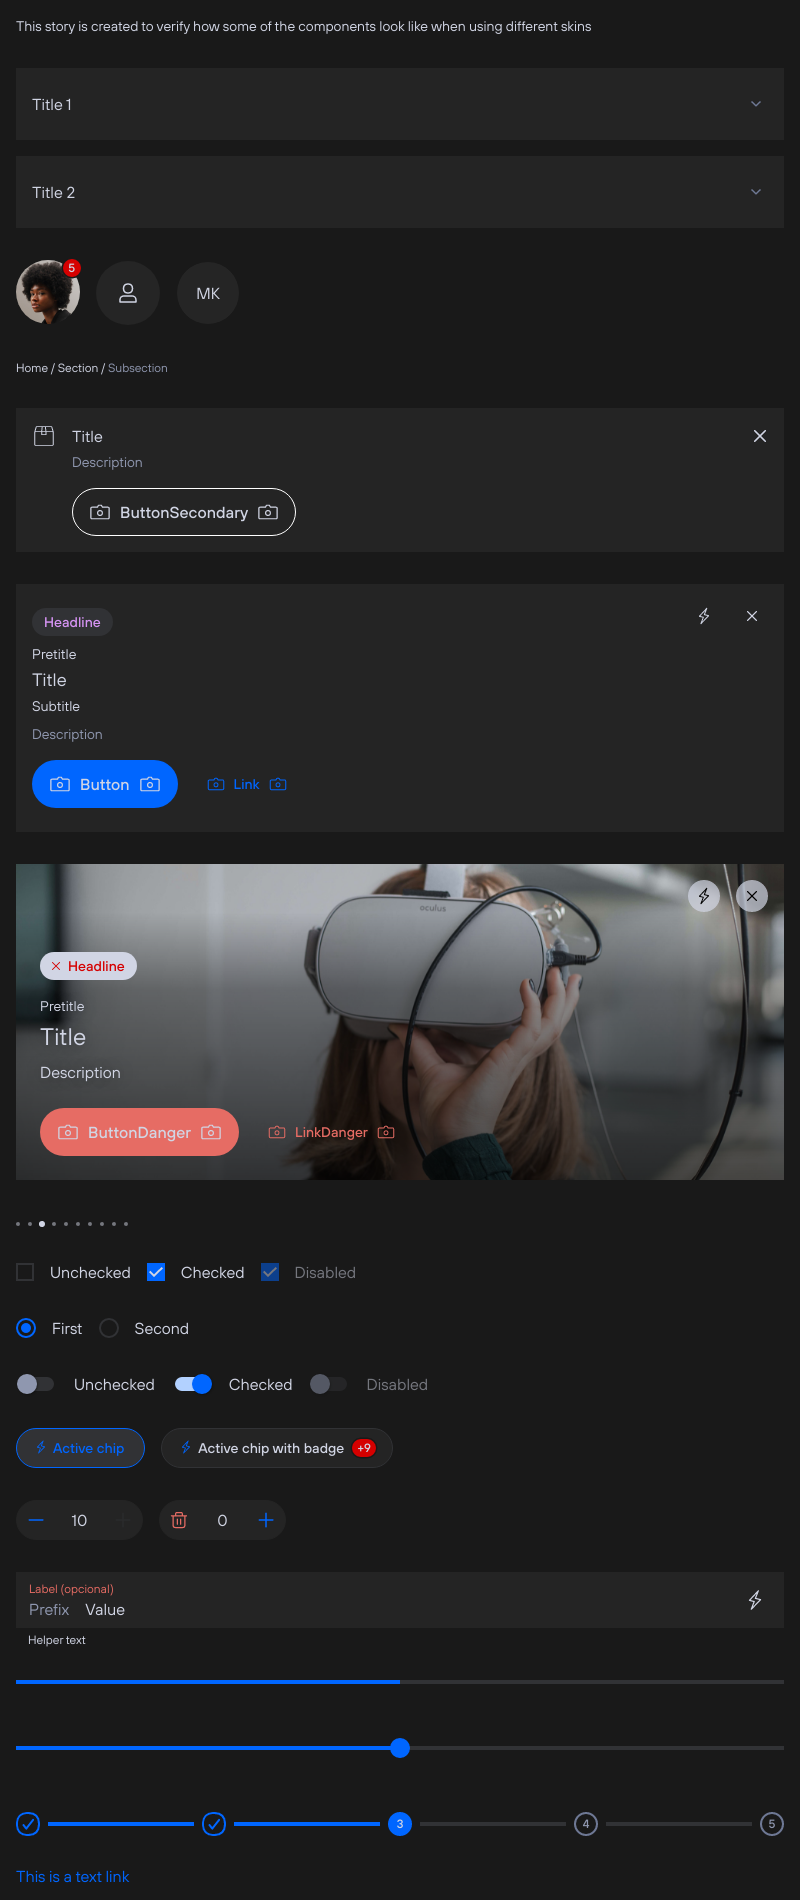 This story is created to verify how some of the components look like when using different skins
Title 1
Title 2
5
MK
Home / Section / Subsection
Title
Description
ButtonSecondary
Headline
Pretitle
Title
Subtitle
Description
Button Link
oculus
Headline
Pretitle
Title
Description
ButtonDanger LinkDanger
Unchecked Checked Disabled
First Second
Unchecked Checked Disabled
Active chip Active chip with badge +9
10 0
Label (opcional)
Prefix Value
Helper text
3 4 5
This is a text link